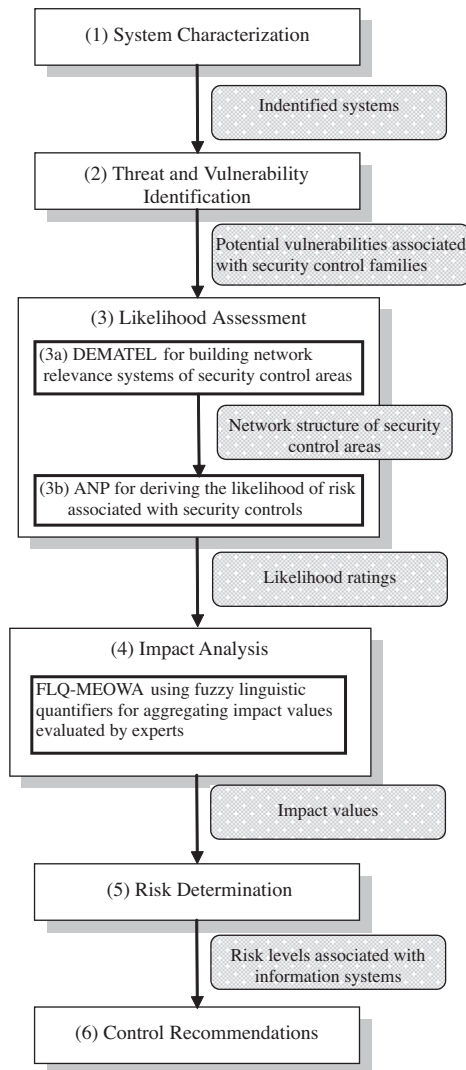 (1) System Characterization
Indentified systems
(2) Threat and Vulnerability
Identification
Potential vulnerabilities associated
with security control families
(3) Likelihood Assessment
(3a) DEMATEL for building network
relevance systems of security control areas
Network structure of security
control areas
(3b) ANP for deriving the likelihood of risk
associated with security controls
Likelihood ratings
(4) Impact Analysis
FLQ-MEOWA using fuzzy linguistic
quantifiers for aggregating impact values
evaluated by experts
Impact values
(5) Risk Determination
Risk levels associated with
information systems
(6) Control Recommendations